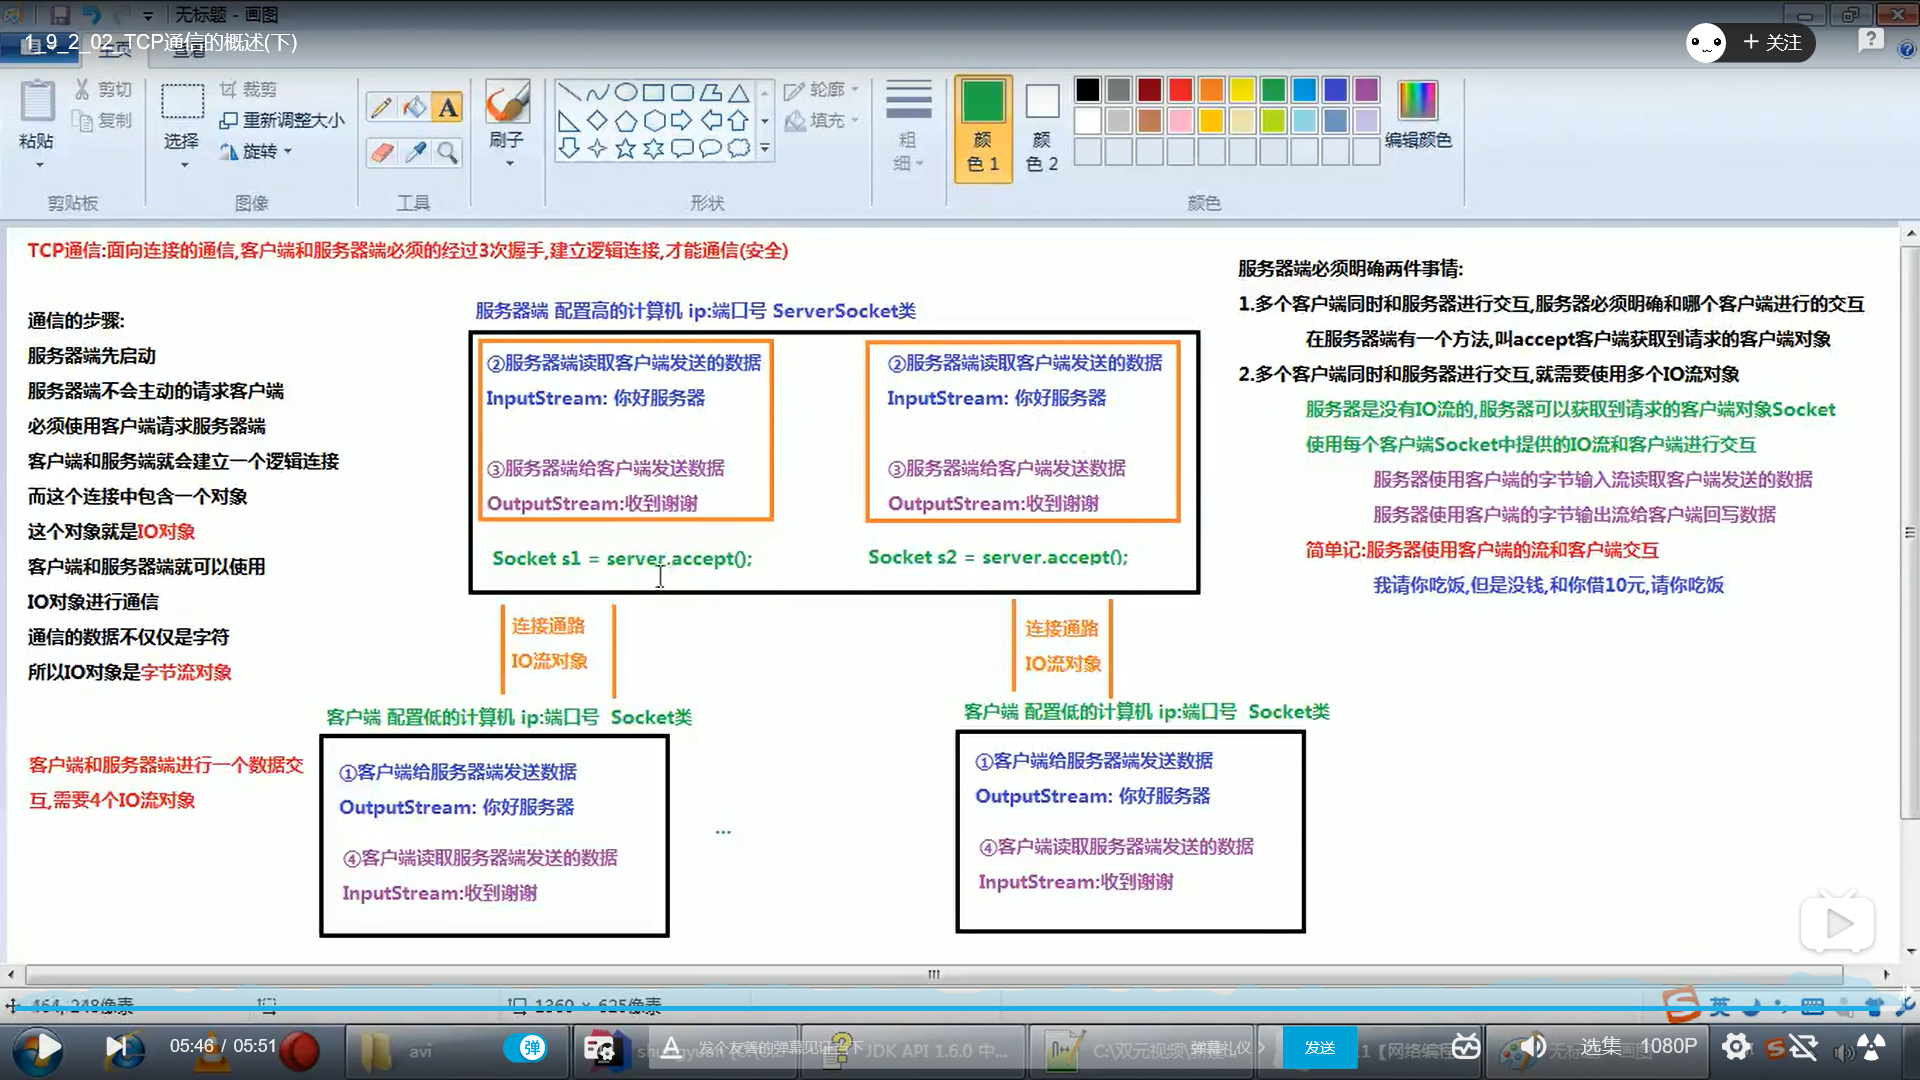 无标题 - 画图
1_9_2_02_TCP通信的概述(下)
主页
查看
+ 关注
粘贴
剪切
复制
剪贴板
选择
裁剪
重新调整大小
旋转
图像
工具
刷子
形状
轮廓
填充
粗细
颜色 1
颜色 2
编辑颜色
颜色
TCP通信:面向连接的通信,客户端和服务器端必须的经过3次握手,建立逻辑连接,才能通信(安全)
通信的步骤:
服务器端先启动
服务器端不会主动的请求客户端
必须使用客户端请求服务器端
客户端和服务端就会建立一个逻辑连接
而这个连接中包含一个对象
这个对象就是IO对象
客户端和服务器端就可以使用
IO对象进行通信
通信的数据不仅仅是字符
所以IO对象是字节流对象
客户端和服务器端进行一个数据交
互,需要4个IO流对象
服务器端 配置高的计算机 ip:端口号 ServerSocket类
②服务器端读取客户端发送的数据
InputStream: 你好服务器
③服务器端给客户端发送数据
OutputStream:收到谢谢
Socket s1 = server.accept();
②服务器端读取客户端发送的数据
InputStream: 你好服务器
③服务器端给客户端发送数据
OutputStream:收到谢谢
Socket s2 = server.accept();
连接通路
IO流对象
连接通路
IO流对象
客户端 配置低的计算机 ip:端口号 Socket类
①客户端给服务器端发送数据
OutputStream: 你好服务器
④客户端读取服务器端发送的数据
InputStream:收到谢谢
...
客户端 配置低的计算机 ip:端口号 Socket类
①客户端给服务器端发送数据
OutputStream: 你好服务器
④客户端读取服务器端发送的数据
InputStream:收到谢谢
服务器端必须明确两件事情:
1.多个客户端同时和服务器进行交互,服务器必须明确和哪个客户端进行的交互
在服务器端有一个方法,叫accept客户端获取到请求的客户端对象
2.多个客户端同时和服务器进行交互,就需要使用多个IO流对象
服务器是没有IO流的,服务器可以获取到请求的客户端对象Socket
使用每个客户端Socket中提供的IO流和客户端进行交互
服务器使用客户端的字节输入流读取客户端发送的数据
服务器使用客户端的字节输出流给客户端回写数据
简单记:服务器使用客户端的流和客户端交互
我请你吃饭,但是没钱,和你借10元,请你吃饭
464, 248像素
1360 × 625像素
英
05:46 / 05:51
avi
弹
发个友善的弹幕见证当下
JDK API 1.6.0 中...
弹幕礼仪
发送
选集
1080P